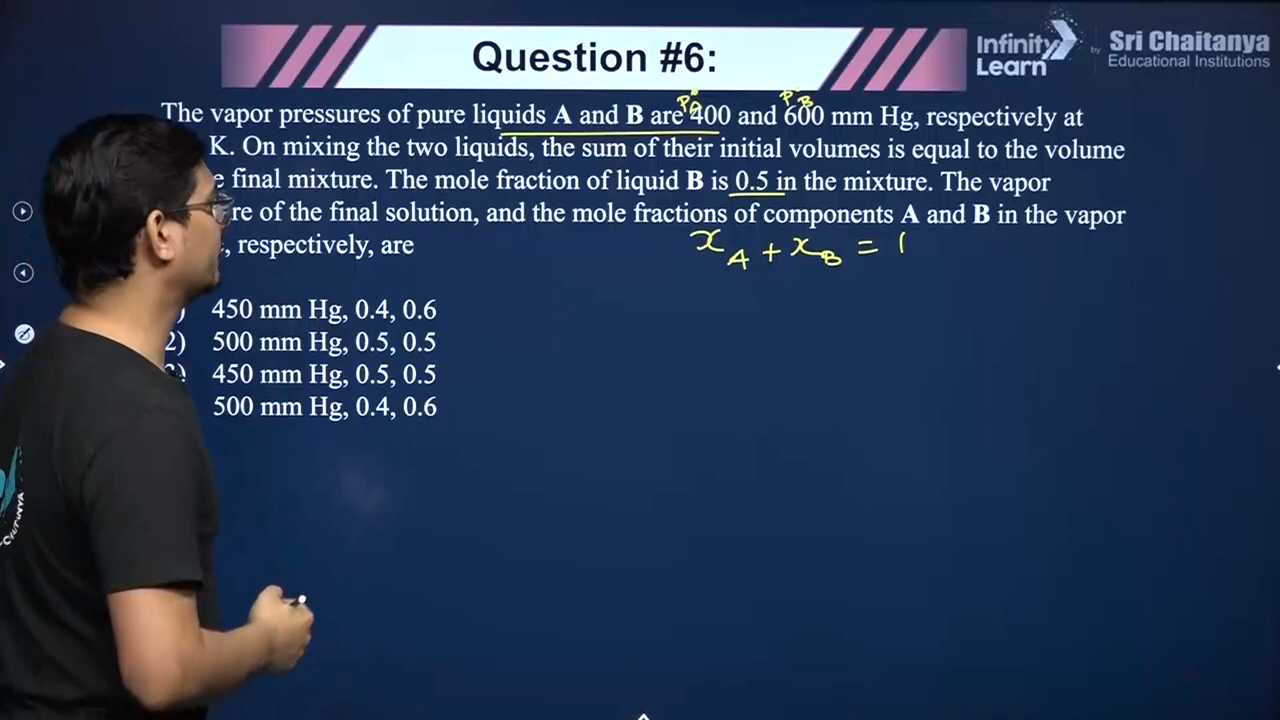 Question #6:
Infinity Learn by Sri Chaitanya Educational Institutions
P°A P°B
The vapor pressures of pure liquids A and B are 400 and 600 mm Hg, respectively at
K. On mixing the two liquids, the sum of their initial volumes is equal to the volume
final mixture. The mole fraction of liquid B is 0.5 in the mixture. The vapor
of the final solution, and the mole fractions of components A and B in the vapor
, respectively, are
x_A + x_B = 1
) 450 mm Hg, 0.4, 0.6
2) 500 mm Hg, 0.5, 0.5
450 mm Hg, 0.5, 0.5
500 mm Hg, 0.4, 0.6